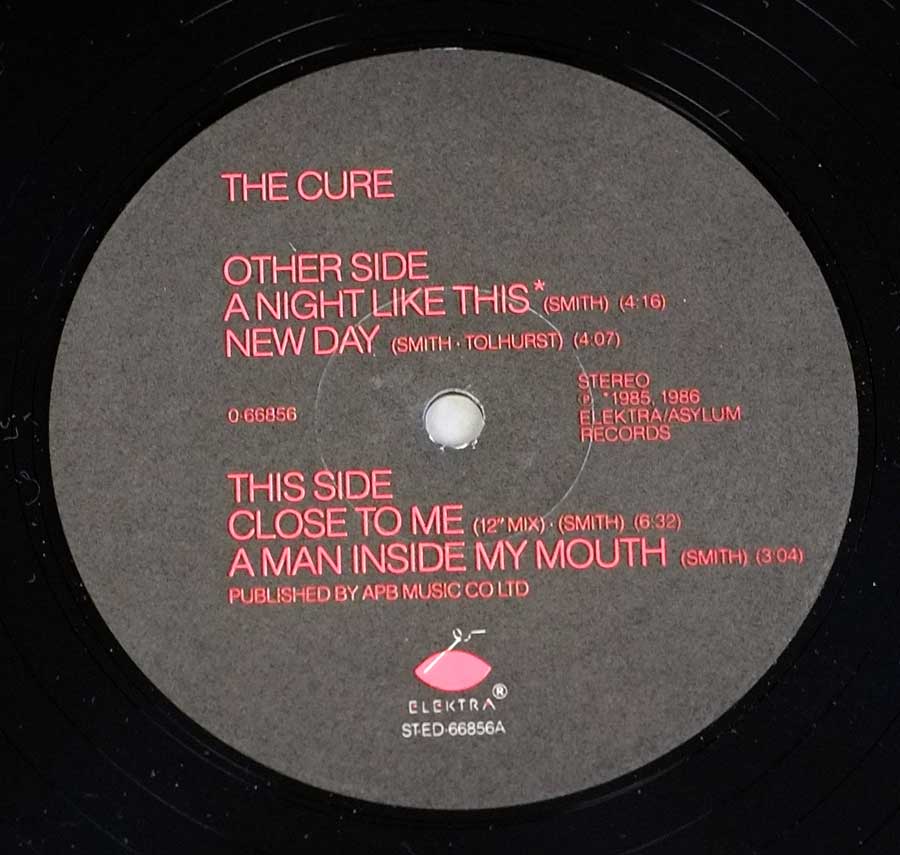 THE CURE
OTHER SIDE
A NIGHT LIKE THIS* (SMITH) (4:16)
NEW DAY (SMITH · TOLHURST) (4:07)
0-66856
STEREO
℗ *1985, 1986
ELEKTRA/ASYLUM
RECORDS
THIS SIDE
CLOSE TO ME (12" MIX) · (SMITH) (6:32)
A MAN INSIDE MY MOUTH (SMITH) (3:04)
PUBLISHED BY APB MUSIC CO LTD
ELEKTRA®
ST-ED-66856A